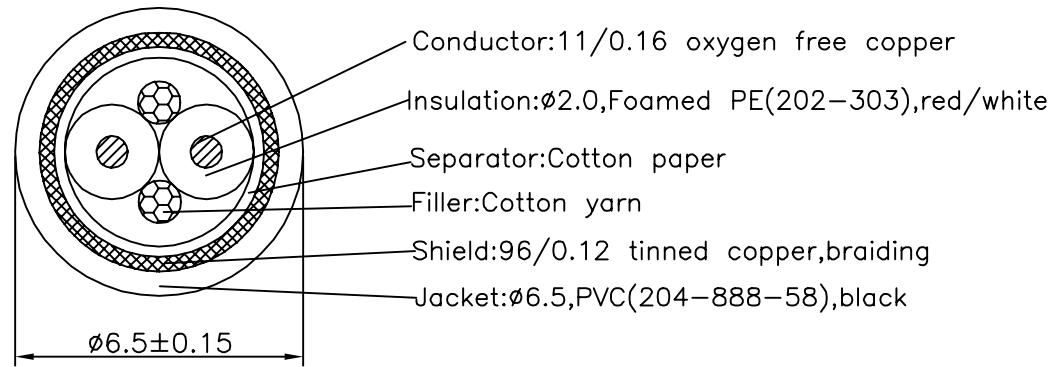 Conductor:11/0.16 oxygen free copper
Insulation:ø2.0,Foamed PE(202-303),red/white
Separator:Cotton paper
Filler:Cotton yarn
Shield:96/0.12 tinned copper,braiding
Jacket:ø6.5,PVC(204-888-58),black
ø6.5±0.15